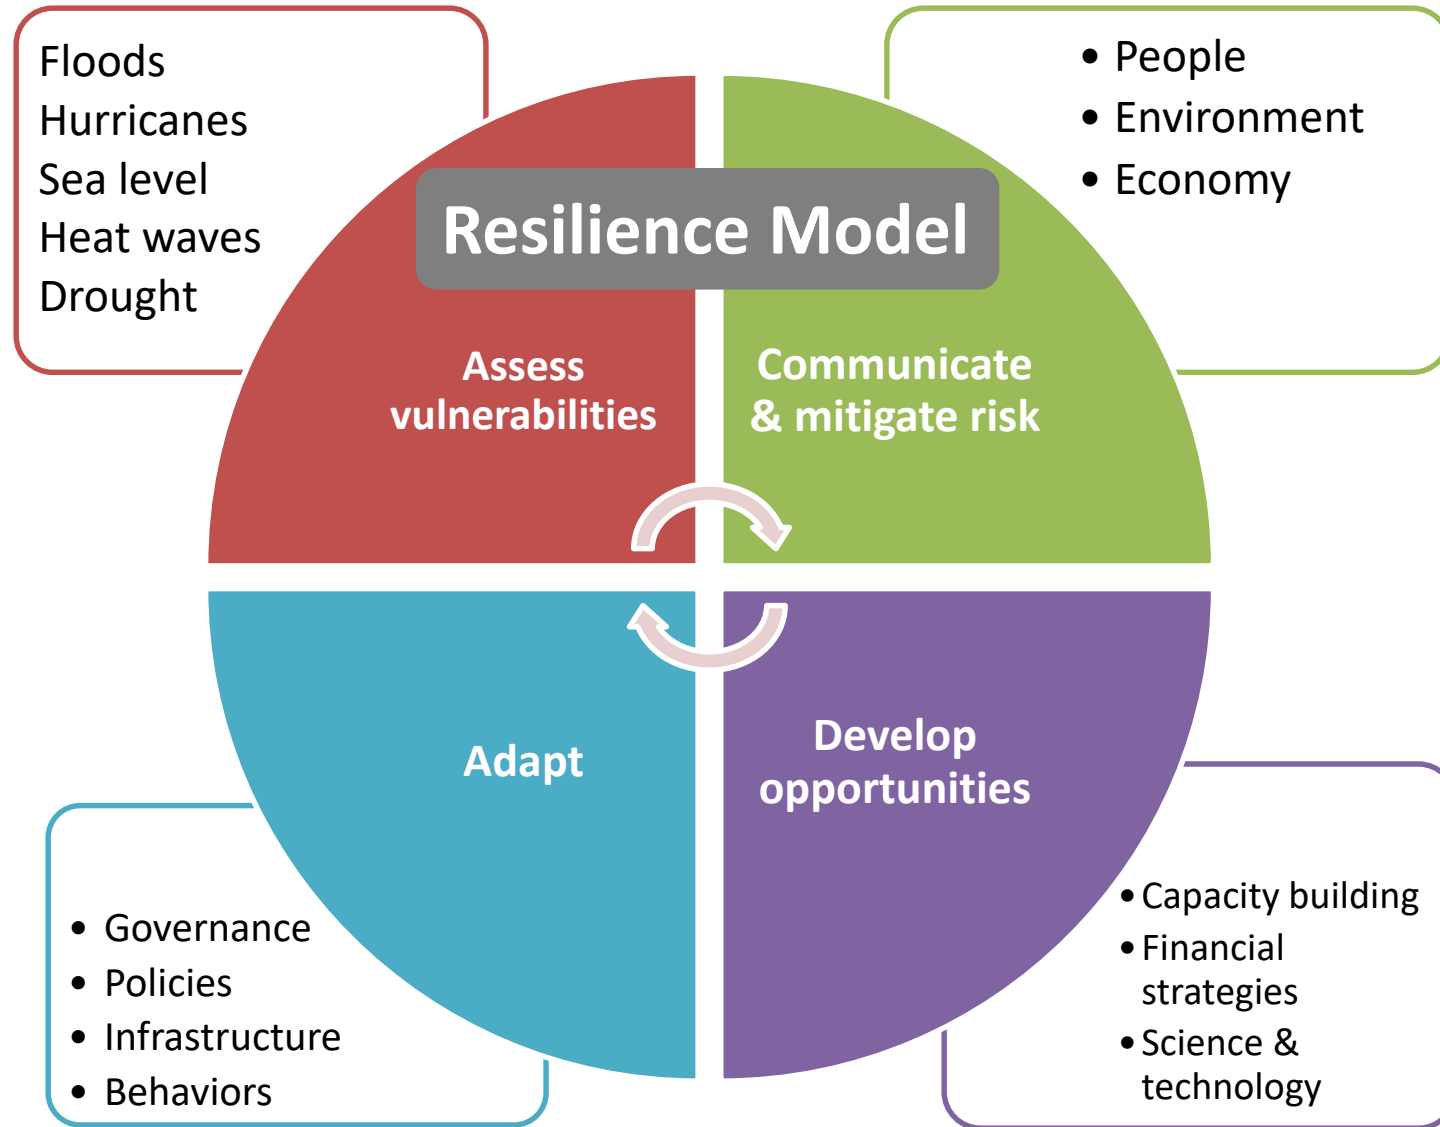 Resilience Model
Floods
Hurricanes
Sea level
Heat waves
Drought
Assess
vulnerabilities
• People
• Environment
• Economy
Communicate
& mitigate risk
Develop
opportunities
• Capacity building
• Financial
strategies
• Science &
technology
Adapt
• Governance
• Policies
• Infrastructure
• Behaviors